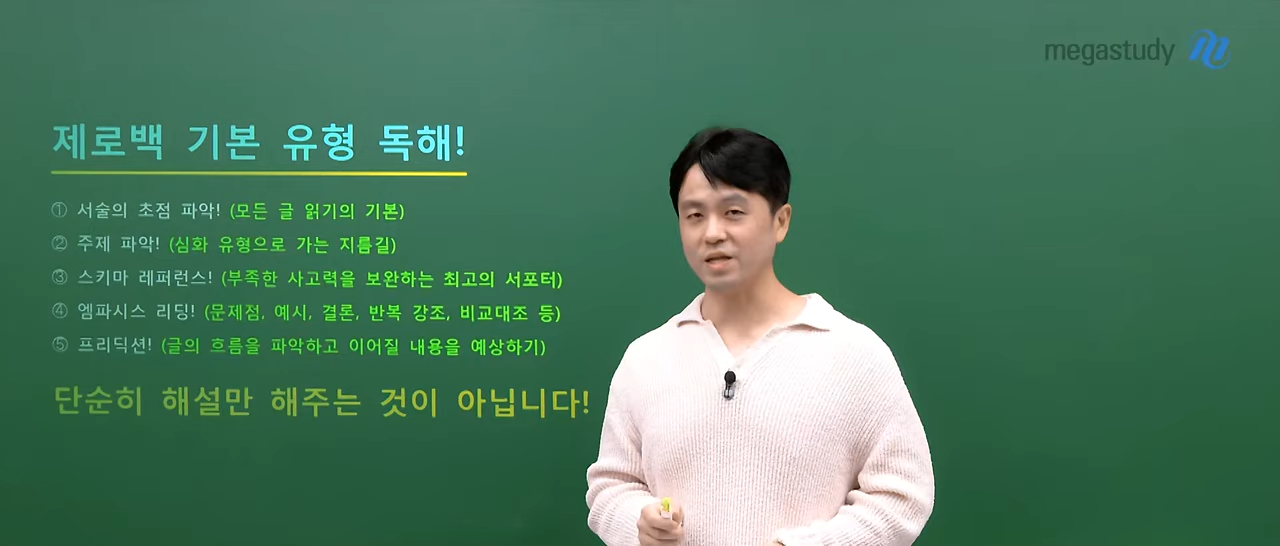 megastudy
제로백 기본 유형 독해!
① 서술의 초점 파악! (모든 글 읽기의 기본)
② 주제 파악! (심화 유형으로 가는 지름길)
③ 스키마 레퍼런스! (부족한 사고력을 보완하는 최고의 서포터)
④ 엠파시스 리딩! (문제점, 예시, 결론, 반복 강조, 비교대조 등)
⑤ 프리딕션! (글의 흐름을 파악하고 이어질 내용을 예상하기)
단순히 해설만 해주는 것이 아닙니다!